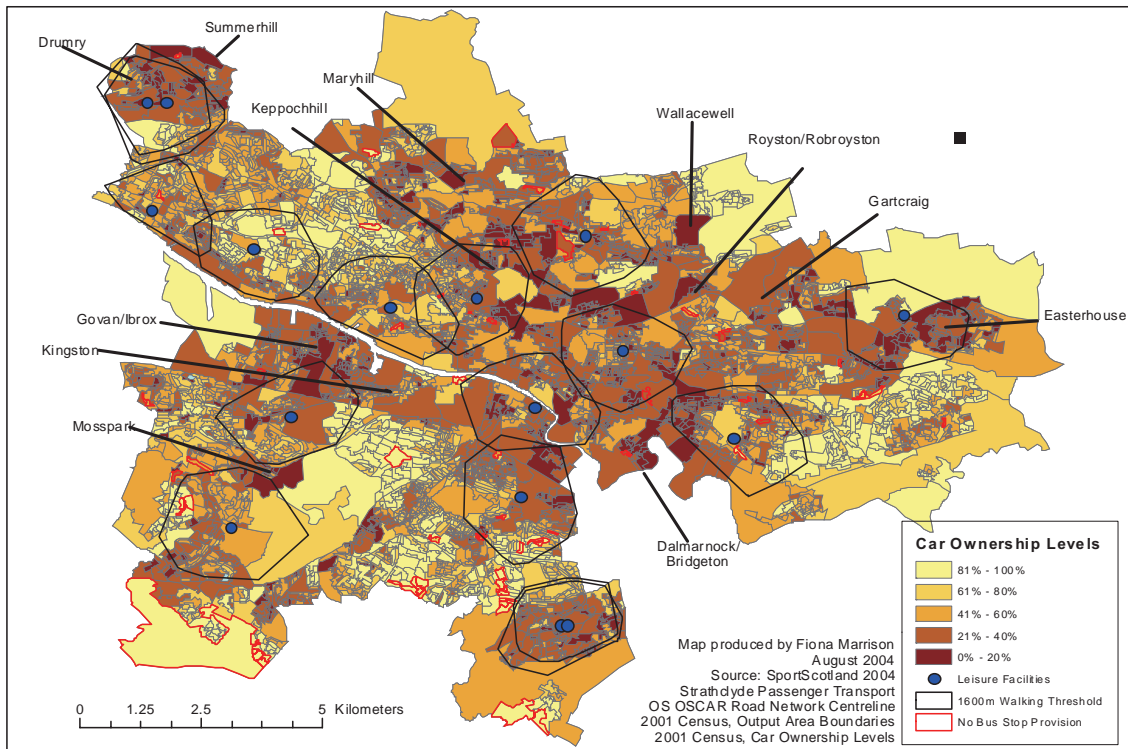 Summerhill
Drumry
Maryhill
Keppochhill
Wallacewell
Royston/Robroyston
Gartcraig
Govan/Ibrox
Easterhouse
Kingston
Mosspark
Dalmarnock/
Bridgeton
Car Ownership Levels
81% - 100%
61% - 80%
41% - 60%
21% - 40%
0% - 20%
Leisure Facilities
1600m Walking Threshold
No Bus Stop Provision
Map produced by Fiona Marrison
August 2004
Source: SportScotland 2004
Strathclyde Passenger Transport
OS OSCAR Road Network Centreline
2001 Census, Output Area Boundaries
2001 Census, Car Ownership Levels
0 1.25 2.5 5 Kilometers